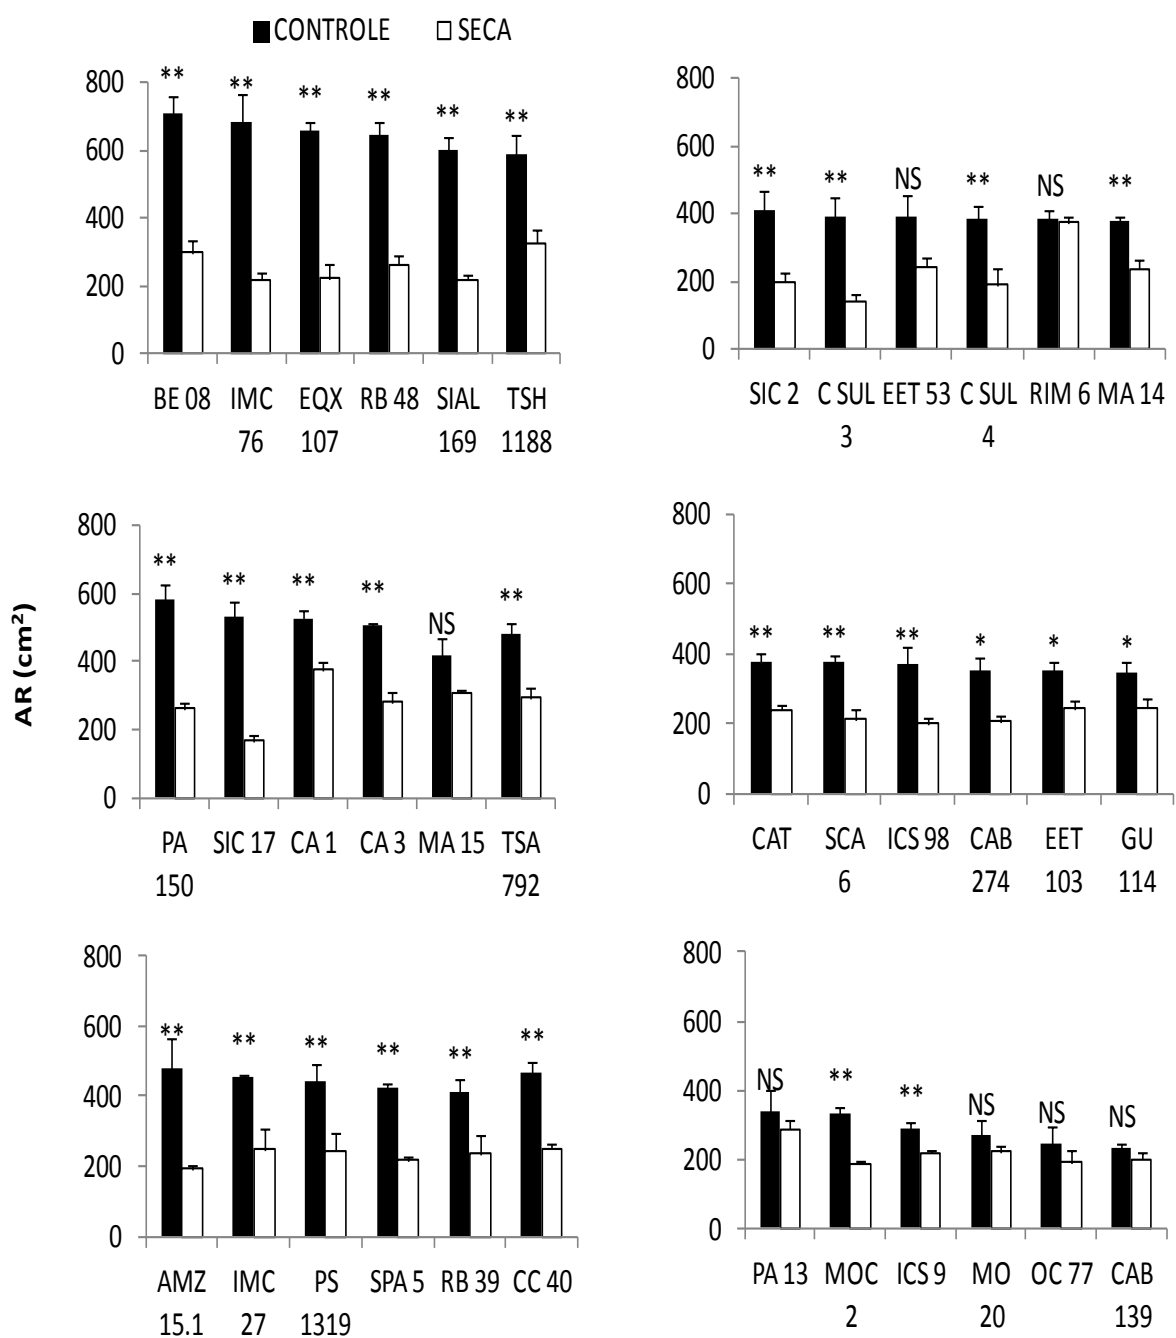 CONTROLE SECA
800
600
400
200
0
** ** ** ** ** **
BE 08 IMC EQX RB 48 SIAL TSH
76 107 169 1188
800
600
400
200
0
** ** NS ** NS **
SIC 2 C SUL EET 53 C SUL RIM 6 MA 14
3 4
AR (cm²)
800
600
400
200
0
** ** ** ** NS **
PA SIC 17 CA 1 CA 3 MA 15 TSA
150 792
800
600
400
200
0
** ** ** * * *
CAT SCA ICS 98 CAB EET GU
6 274 103 114
800
600
400
200
0
** ** ** ** ** **
AMZ IMC PS SPA 5 RB 39 CC 40
15.1 27 1319
800
600
400
200
0
NS ** ** NS NS NS
PA 13 MOC ICS 9 MO OC 77 CAB
2 20 139